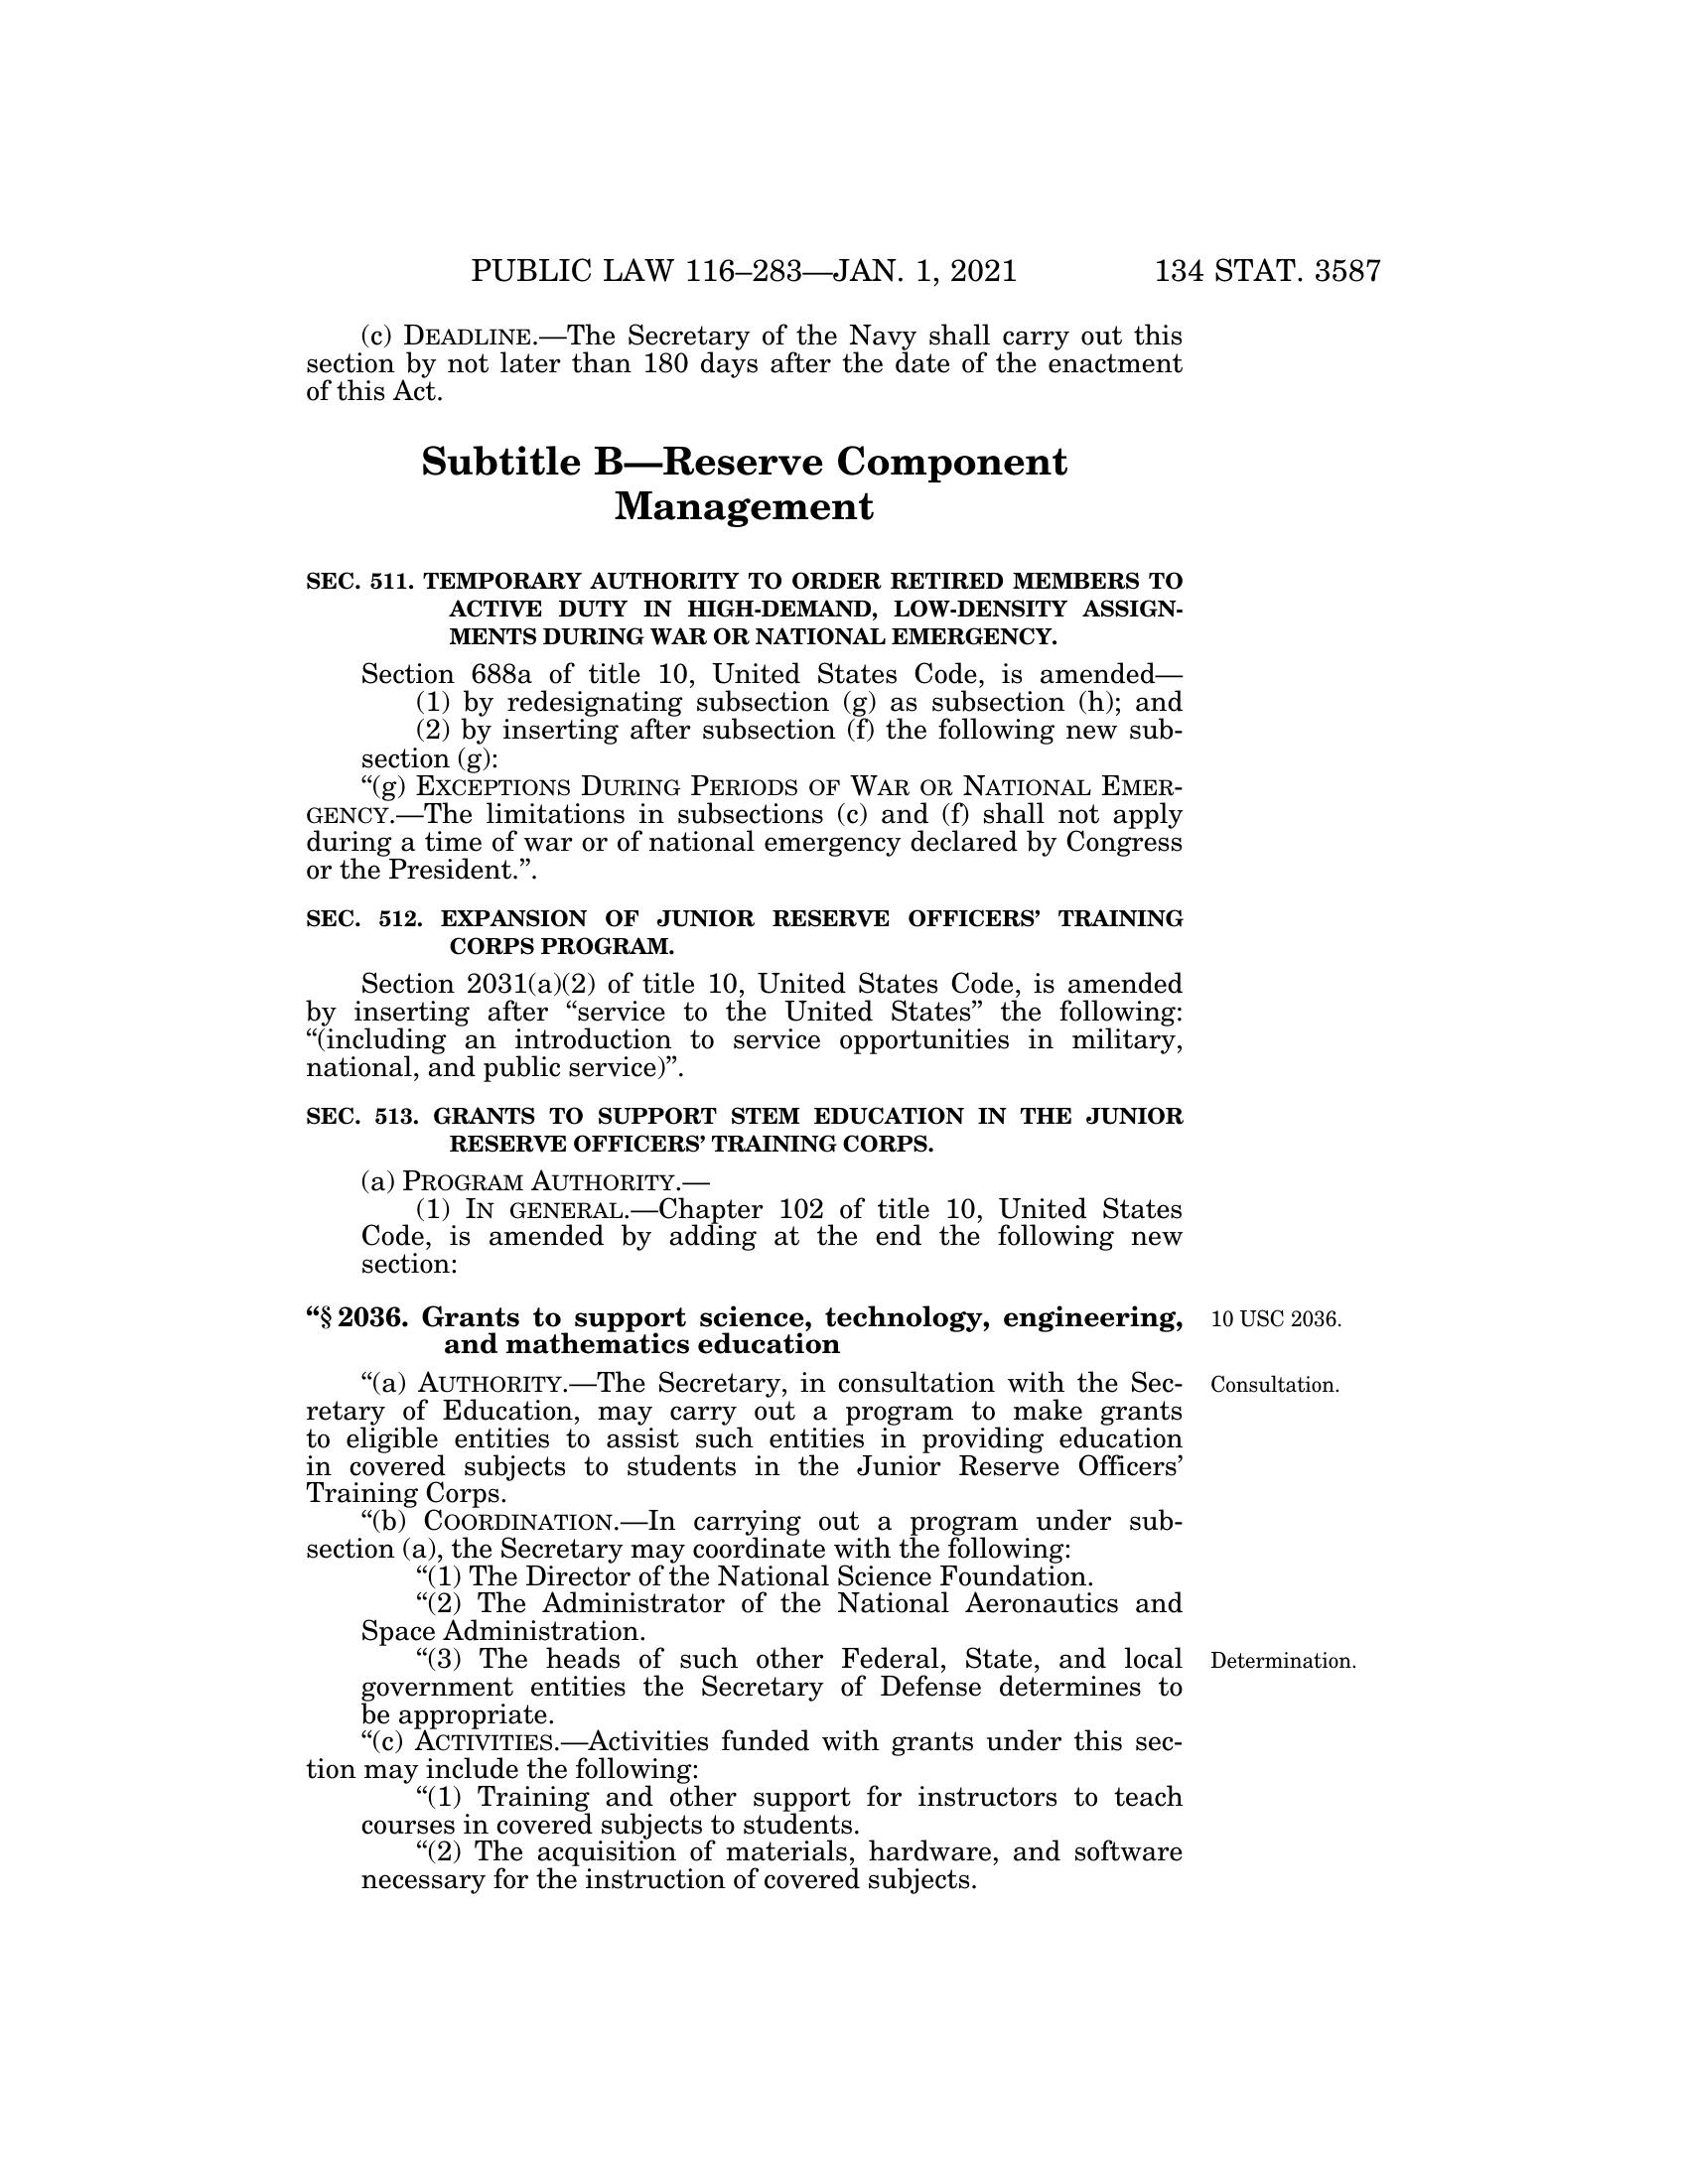 PUBLIC LAW 116–283—JAN. 1, 2021 134 STAT. 3587
(c) DEADLINE.—The Secretary of the Navy shall carry out this
section by not later than 180 days after the date of the enactment
of this Act.
Subtitle B—Reserve Component
Management
SEC. 511. TEMPORARY AUTHORITY TO ORDER RETIRED MEMBERS TO
ACTIVE DUTY IN HIGH-DEMAND, LOW-DENSITY ASSIGN-
MENTS DURING WAR OR NATIONAL EMERGENCY.
Section 688a of title 10, United States Code, is amended—
(1) by redesignating subsection (g) as subsection (h); and
(2) by inserting after subsection (f) the following new sub-
section (g):
“(g) EXCEPTIONS DURING PERIODS OF WAR OR NATIONAL EMER-
GENCY.—The limitations in subsections (c) and (f) shall not apply
during a time of war or of national emergency declared by Congress
or the President.”.
SEC. 512. EXPANSION OF JUNIOR RESERVE OFFICERS’ TRAINING
CORPS PROGRAM.
Section 2031(a)(2) of title 10, United States Code, is amended
by inserting after “service to the United States” the following:
“(including an introduction to service opportunities in military,
national, and public service)”.
SEC. 513. GRANTS TO SUPPORT STEM EDUCATION IN THE JUNIOR
RESERVE OFFICERS’ TRAINING CORPS.
(a) PROGRAM AUTHORITY.—
(1) IN GENERAL.—Chapter 102 of title 10, United States
Code, is amended by adding at the end the following new
section:
“§ 2036. Grants to support science, technology, engineering, 10 USC 2036.
and mathematics education
“(a) AUTHORITY.—The Secretary, in consultation with the Sec- Consultation.
retary of Education, may carry out a program to make grants
to eligible entities to assist such entities in providing education
in covered subjects to students in the Junior Reserve Officers’
Training Corps.
“(b) COORDINATION.—In carrying out a program under sub-
section (a), the Secretary may coordinate with the following:
“(1) The Director of the National Science Foundation.
“(2) The Administrator of the National Aeronautics and
Space Administration.
“(3) The heads of such other Federal, State, and local Determination.
government entities the Secretary of Defense determines to
be appropriate.
“(c) ACTIVITIES.—Activities funded with grants under this sec-
tion may include the following:
“(1) Training and other support for instructors to teach
courses in covered subjects to students.
“(2) The acquisition of materials, hardware, and software
necessary for the instruction of covered subjects.